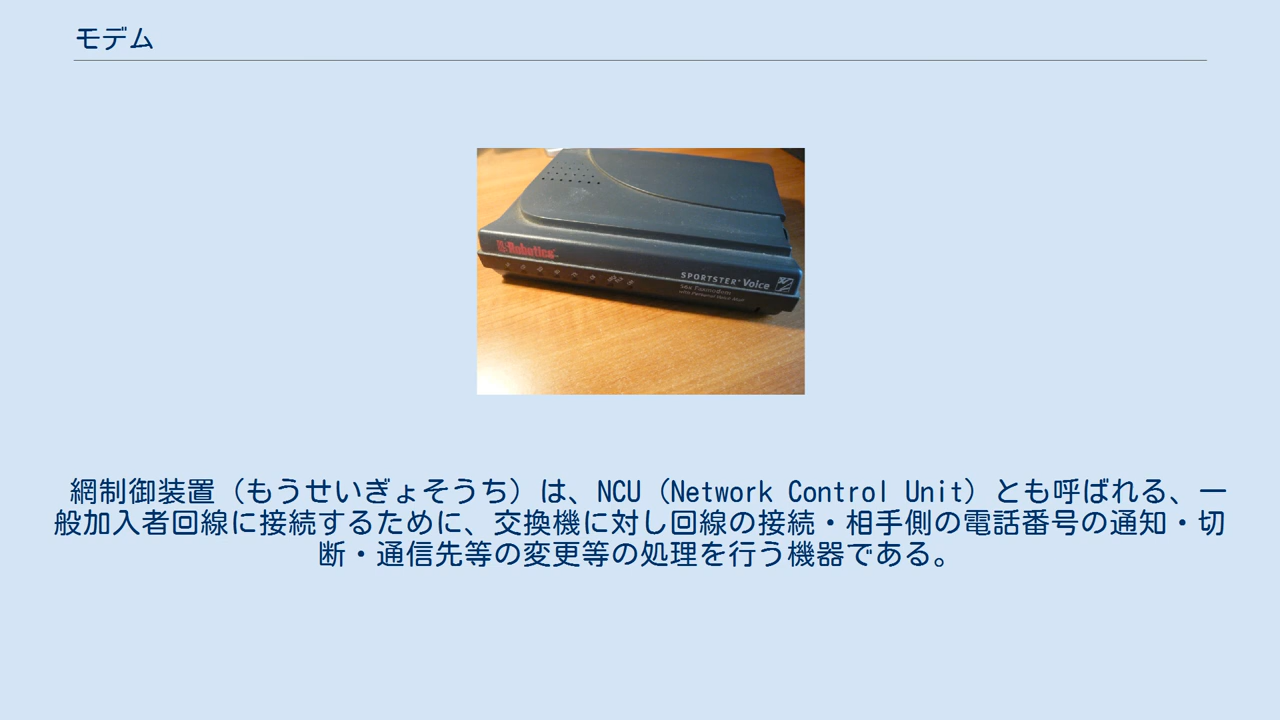 モデム
Robotics
SPORTSTER Voice
網制御装置（もうせいぎょそうち）は、NCU（Network Control Unit）とも呼ばれる、一
般加入者回線に接続するために、交換機に対し回線の接続・相手側の電話番号の通知・切
断・通信先等の変更等の処理を行う機器である。